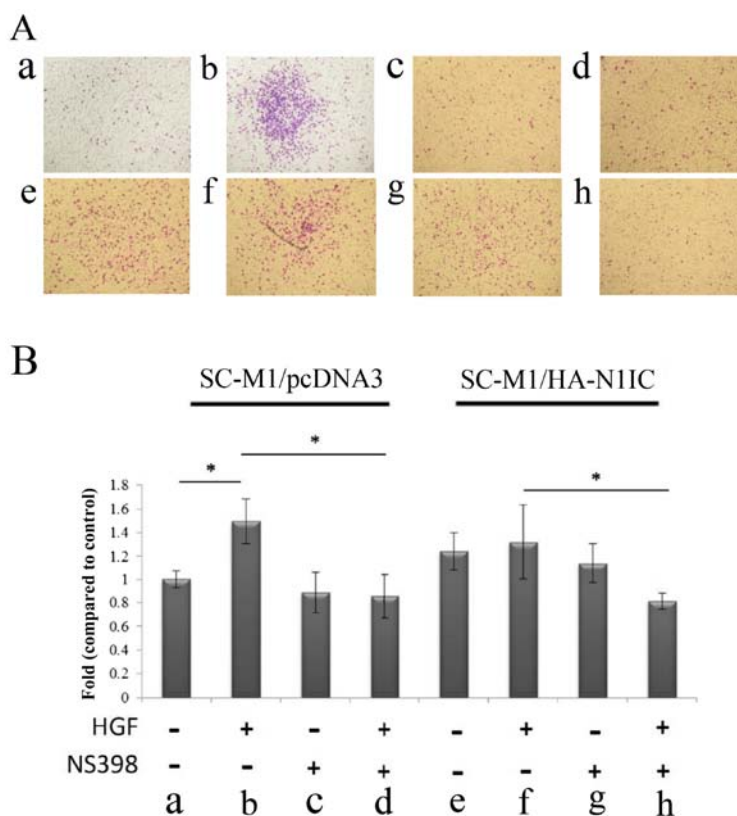 A
a b c d
e f g h
B
SC-M1/pcDNA3 SC-M1/HA-N1IC
* * *
Fold (compared to control)
1.8
1.6
1.4
1.2
1
0.8
0.6
0.4
0.2
0
HGF - + - + - + - +
NS398 - - + + - - + +
a b c d e f g h